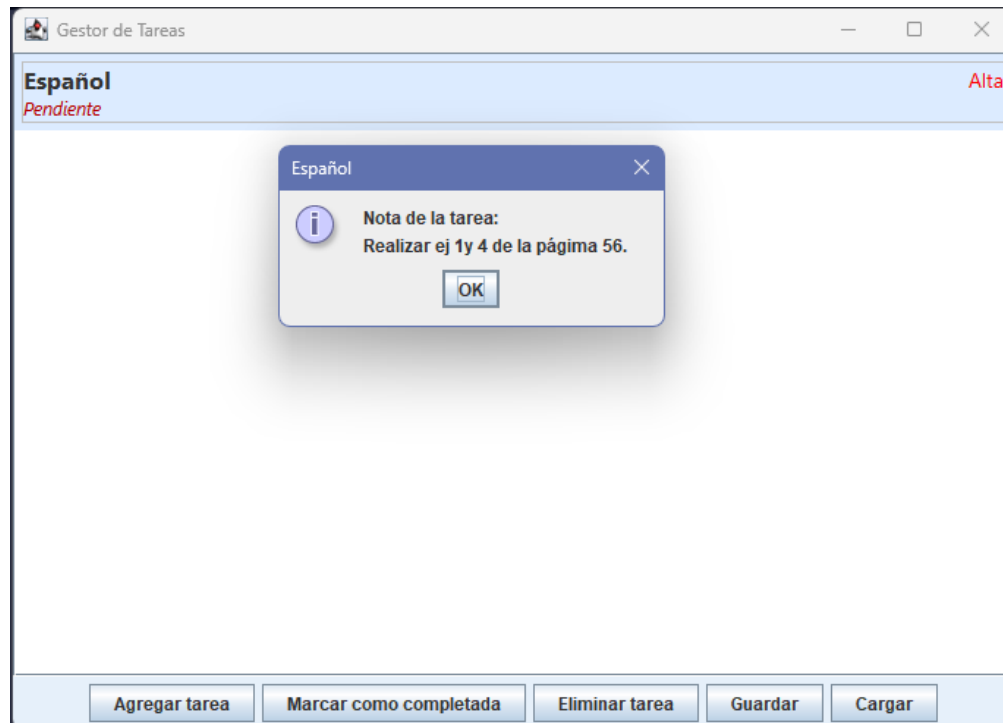 Gestor de Tareas
Español
Alta
Pendiente
Español
Nota de la tarea:
Realizar ej 1y 4 de la página 56.
OK
Agregar tarea
Marcar como completada
Eliminar tarea
Guardar
Cargar